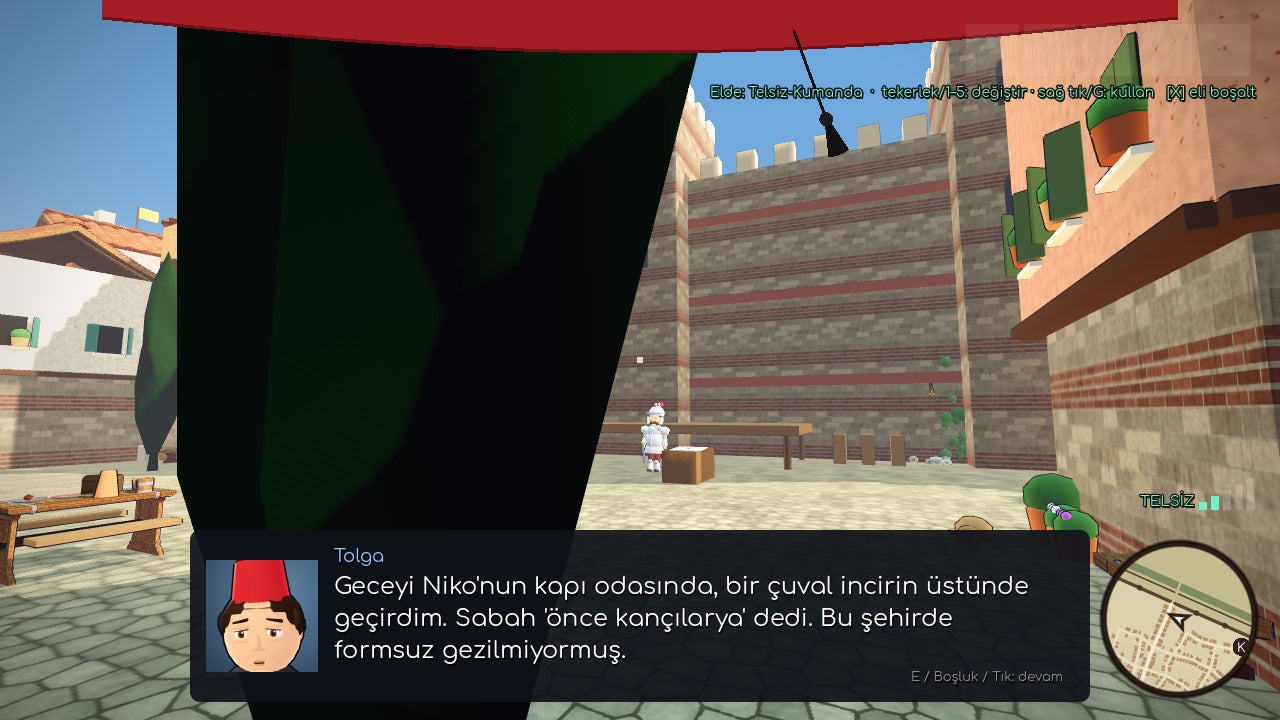 Elde: Telsiz-Kumanda · tekerlek/1-5: değiştir · sağ tık/G: kullan [X] eli boşalt
TELSİZ
K
Tolga
Geceyi Niko'nun kapı odasında, bir çuval incirin üstünde
geçirdim. Sabah 'önce kançılarya' dedi. Bu şehirde
formsuz gezilmiyormuş.
E / Boşluk / Tık: devam